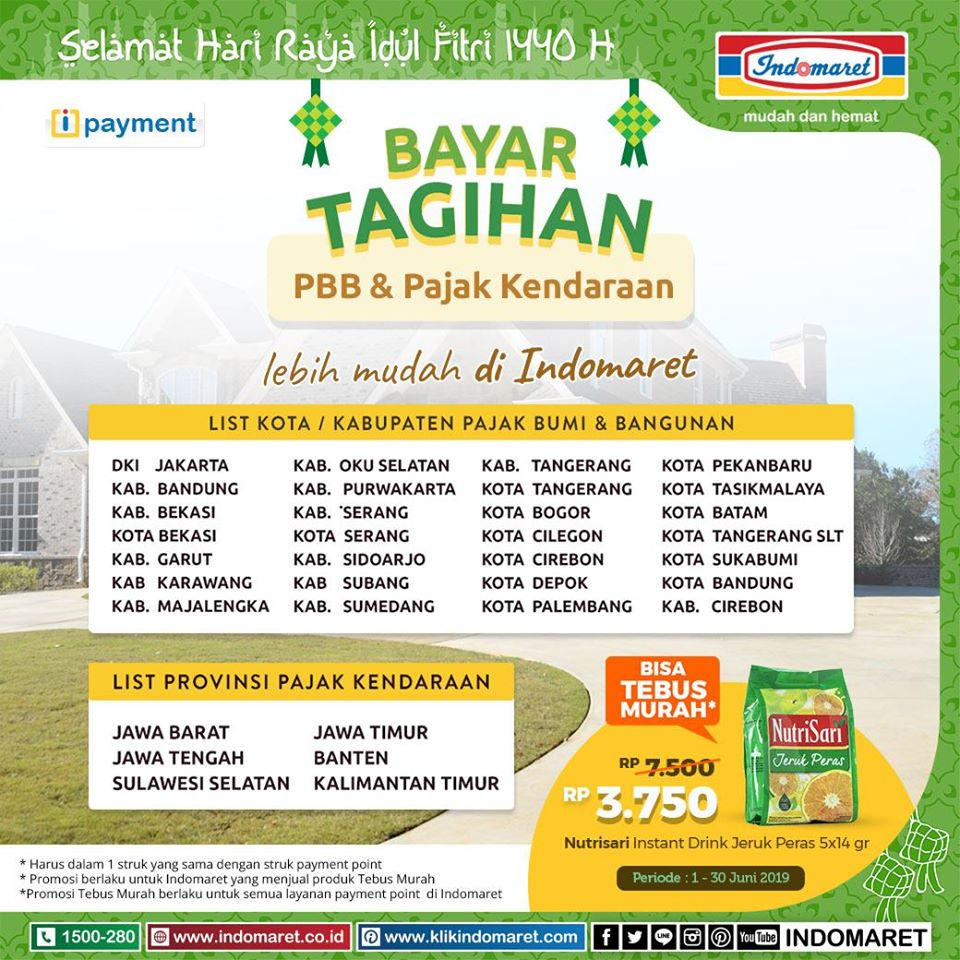 Selamat Hari Raya Idul Fitri 1440 H
Indomaret
mudah dan hemat
i payment
BAYAR
TAGIHAN
PBB & Pajak Kendaraan
lebih mudah di Indomaret
LIST KOTA / KABUPATEN PAJAK BUMI & BANGUNAN
DKI JAKARTA
KAB. BANDUNG
KAB. BEKASI
KOTA BEKASI
KAB. GARUT
KAB KARAWANG
KAB. MAJALENGKA
KAB. OKU SELATAN
KAB. PURWAKARTA
KAB. SERANG
KOTA SERANG
KAB. SIDOARJO
KAB SUBANG
KAB. SUMEDANG
KAB. TANGERANG
KOTA TANGERANG
KOTA BOGOR
KOTA CILEGON
KOTA CIREBON
KOTA DEPOK
KOTA PALEMBANG
KOTA PEKANBARU
KOTA TASIKMALAYA
KOTA BATAM
KOTA TANGERANG SLT
KOTA SUKABUMI
KOTA BANDUNG
KAB. CIREBON
LIST PROVINSI PAJAK KENDARAAN
JAWA BARAT
JAWA TENGAH
SULAWESI SELATAN
JAWA TIMUR
BANTEN
KALIMANTAN TIMUR
BISA
TEBUS
MURAH*
NutriSari
Jeruk Peras
RP 7.500
RP 3.750
Nutrisari Instant Drink Jeruk Peras 5x14 gr
Periode : 1 - 30 Juni 2019
* Harus dalam 1 struk yang sama dengan struk payment point
* Promosi berlaku untuk Indomaret yang menjual produk Tebus Murah
*Promosi Tebus Murah berlaku untuk semua layanan payment point di Indomaret
1500-280
www.indomaret.co.id
www.klikindomaret.com
LINE
You Tube
INDOMARET